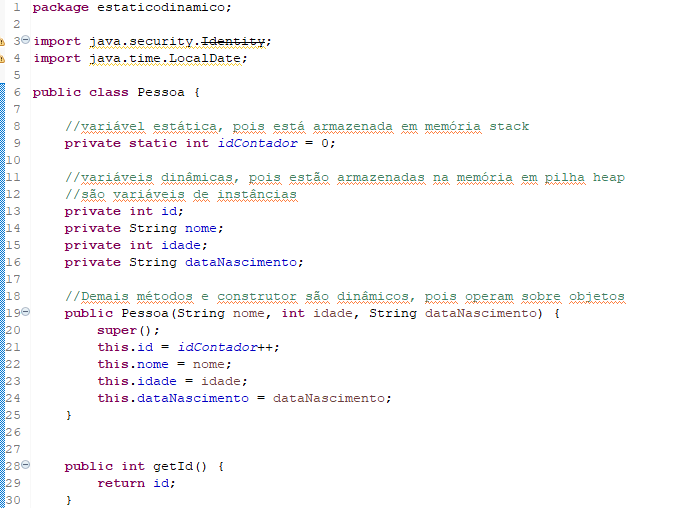 1 package estaticodinamico;
2
3 import java.security.Identity;
4 import java.time.LocalDate;
5
6 public class Pessoa {
7
8     //variável estática, pois está armazenada em memória stack
9     private static int idContador = 0;
10
11     //variáveis dinâmicas, pois estão armazenadas na memória em pilha heap
12     //são variáveis de instâncias
13     private int id;
14     private String nome;
15     private int idade;
16     private String dataNascimento;
17
18     //Demais métodos e construtor são dinâmicos, pois operam sobre objetos
19     public Pessoa(String nome, int idade, String dataNascimento) {
20         super();
21         this.id = idContador++;
22         this.nome = nome;
23         this.idade = idade;
24         this.dataNascimento = dataNascimento;
25     }
26
27
28     public int getId() {
29         return id;
30     }